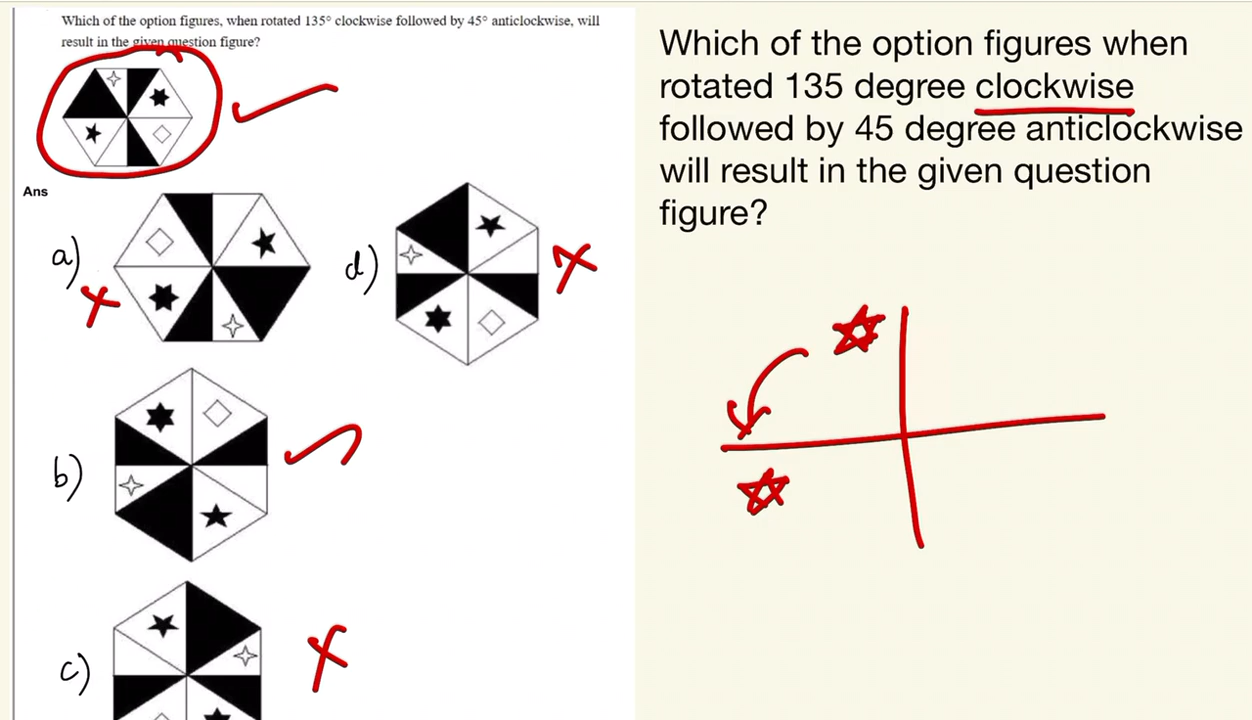 Which of the option figures, when rotated 135° clockwise followed by 45° anticlockwise, will
result in the given question figure?
Ans
a)
d)
b)
c)
Which of the option figures when
rotated 135 degree clockwise
followed by 45 degree anticlockwise
will result in the given question
figure?